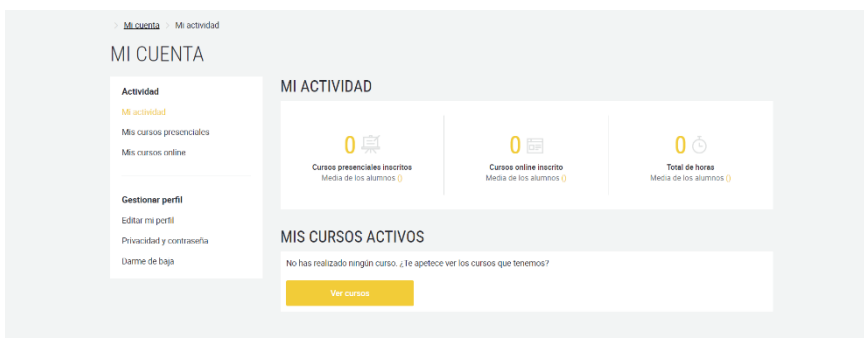 Mi cuenta > Mi actividad
MI CUENTA
Actividad
Mi actividad
Mis cursos presenciales
Mis cursos online
Gestionar perfil
Editar mi perfil
Privacidad y contraseña
Darme de baja
MI ACTIVIDAD
0
Cursos presenciales inscritos
Media de los alumnos ()
0
Cursos online inscrito
Media de los alumnos ()
0
Total de horas
Media de los alumnos ()
MIS CURSOS ACTIVOS
No has realizado ningún curso. ¿Te apetece ver los cursos que tenemos?
Ver cursos